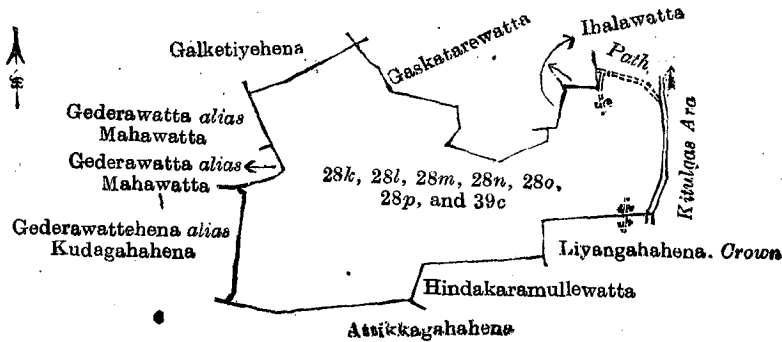 Ihalawatta
Galketiyehena
Gaskatarewatta
Path
Gederawatta alias
Mahawatta
Gederawatta alias
Mahawatta
28k, 28l, 28m, 28n, 28o,
28p, and 39c
Kitulgas Ara
Gederawattehena alias
Kudagahahena
Liyangahahena. Crown
Hindakaramullewatta
Attikkagahahena